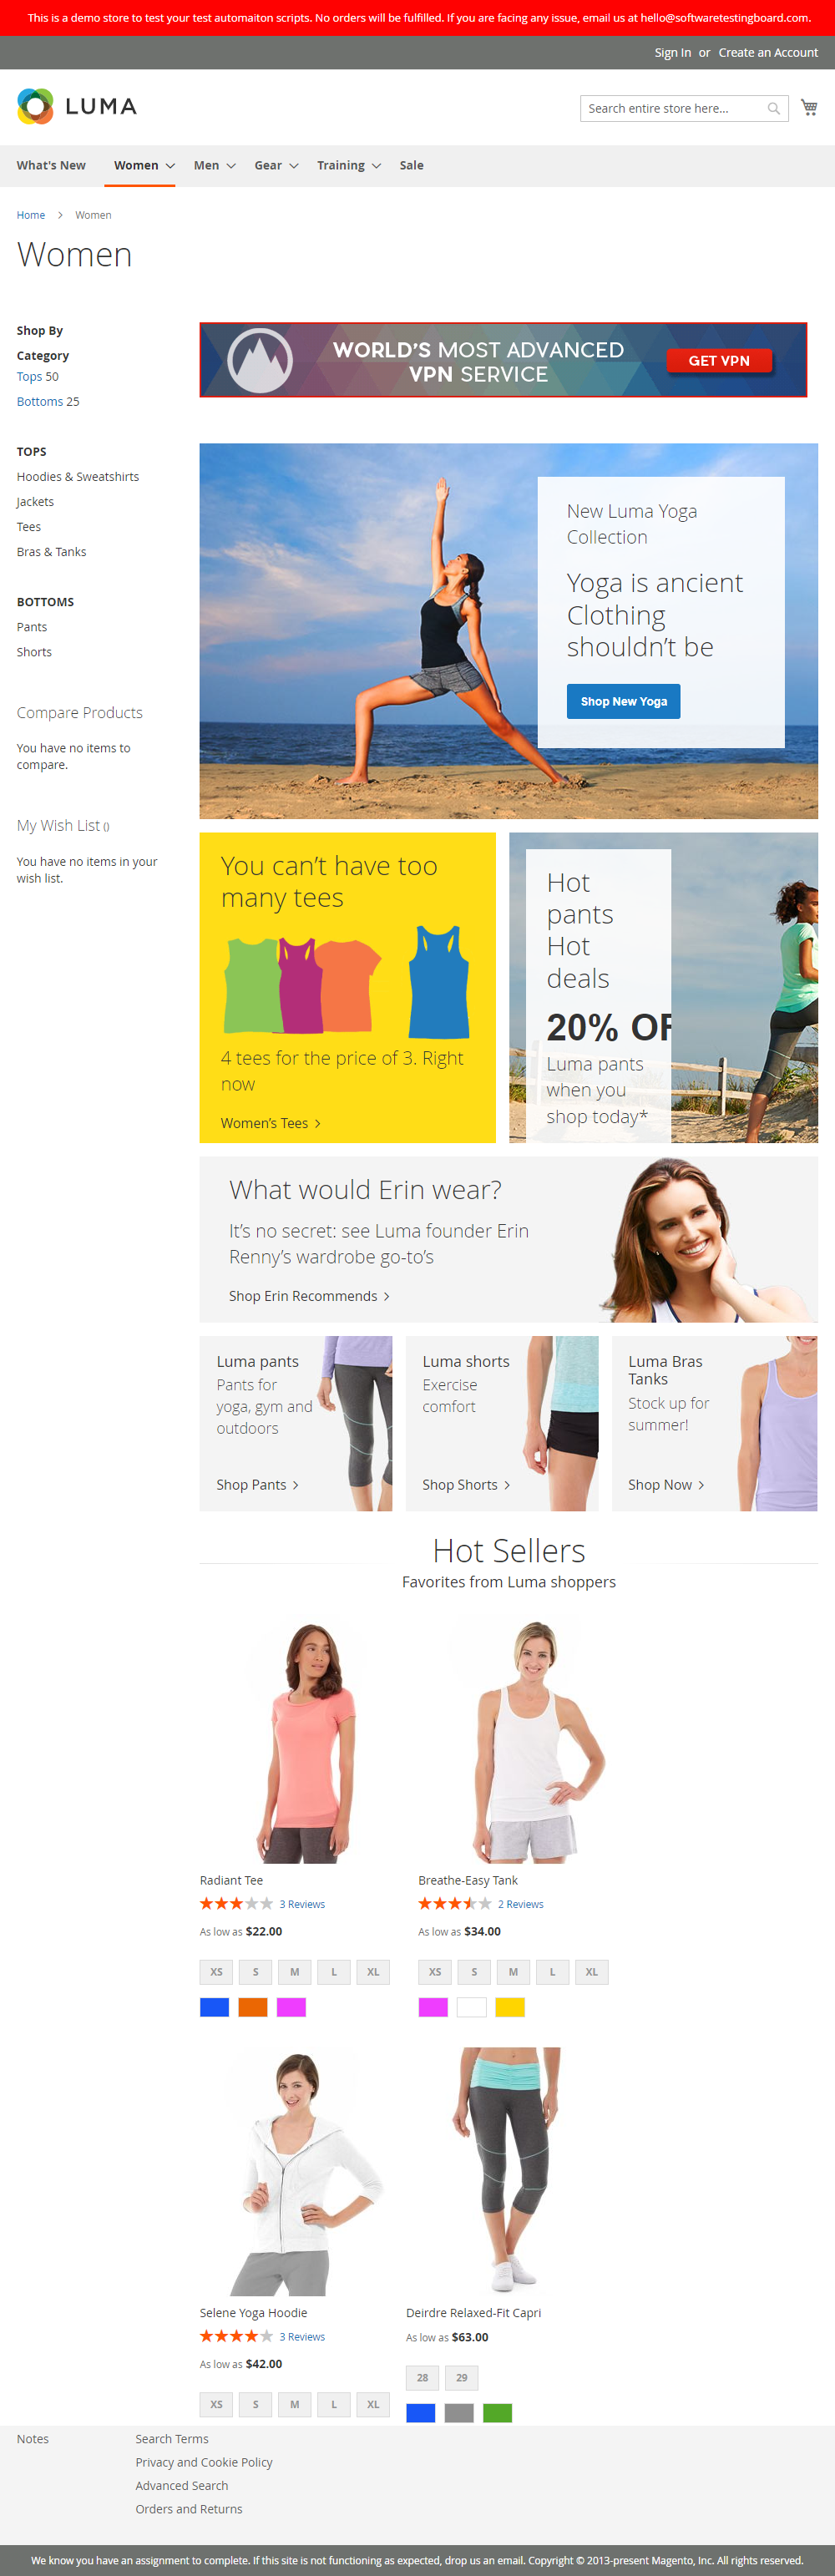 This is a demo store to test your test automaiton scripts. No orders will be fulfilled. If you are facing any issue, email us at hello@softwaretestingboard.com.
Sign In or Create an Account
LUMA
Search entire store here...
What's New Women Men Gear Training Sale
Home > Women
Women
Shop By
Category
Tops 50
Bottoms 25
TOPS
Hoodies & Sweatshirts
Jackets
Tees
Bras & Tanks
BOTTOMS
Pants
Shorts
Compare Products
You have no items to
compare.
My Wish List ()
You have no items in your
wish list.
WORLD'S MOST ADVANCED
VPN SERVICE
GET VPN
New Luma Yoga
Collection
Yoga is ancient
Clothing
shouldn't be
Shop New Yoga
You can't have too
many tees
4 tees for the price of 3. Right
now
Women's Tees >
Hot
pants
Hot
deals
20% OF
Luma pants
when you
shop today*
What would Erin wear?
It's no secret: see Luma founder Erin
Renny's wardrobe go-to's
Shop Erin Recommends >
Luma pants
Pants for
yoga, gym and
outdoors
Shop Pants >
Luma shorts
Exercise
comfort
Shop Shorts >
Luma Bras
Tanks
Stock up for
summer!
Shop Now >
Hot Sellers
Favorites from Luma shoppers
Radiant Tee
3 Reviews
As low as $22.00
XS S M L XL
Breathe-Easy Tank
2 Reviews
As low as $34.00
XS S M L XL
Selene Yoga Hoodie
3 Reviews
As low as $42.00
XS S M L XL
Deirdre Relaxed-Fit Capri
As low as $63.00
28 29
Notes
Search Terms
Privacy and Cookie Policy
Advanced Search
Orders and Returns
We know you have an assignment to complete. If this site is not functioning as expected, drop us an email. Copyright © 2013-present Magento, Inc. All rights reserved.